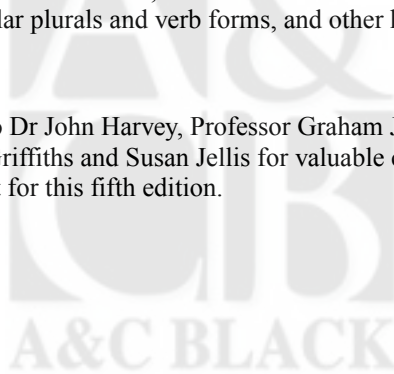 lar plurals and verb forms, and other
Dr John Harvey, Professor Graham
riffiths and Susan Jellis for valuable
for this fifth edition.
A&C
BLACK
A&C BLACK